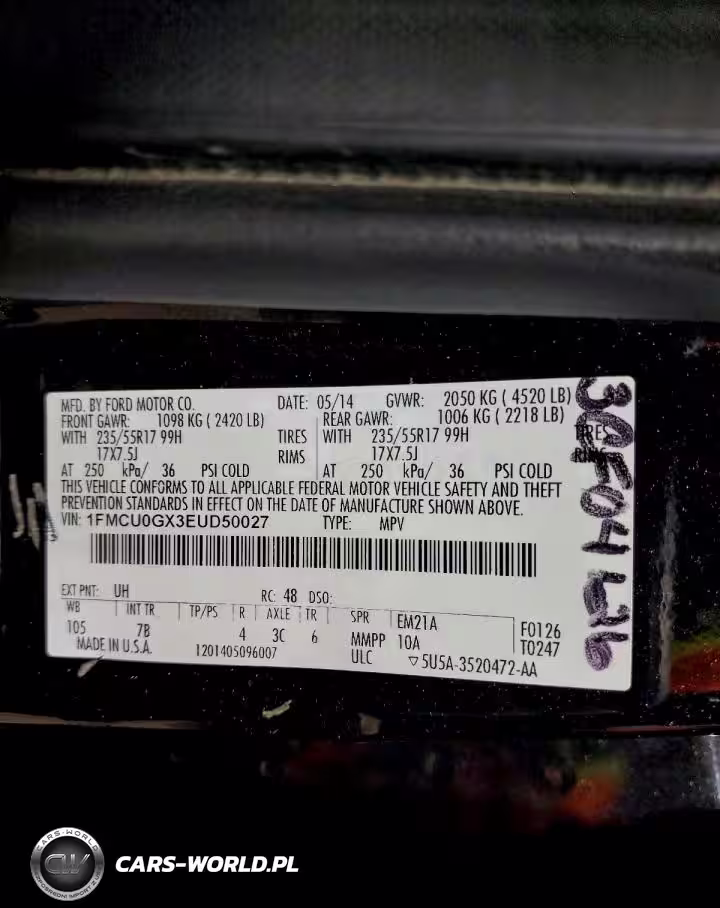 MFD. BY FORD MOTOR CO. DATE: 05/14 GVWR: 2050 KG ( 4520 LB)
FRONT GAWR: 1098 KG ( 2420 LB) REAR GAWR: 1006 KG ( 2218 LB)
WITH 235/55R17 99H TIRES WITH 235/55R17 99H TIRES
17X7.5J RIMS 17X7.5J RIMS
AT 250 kPa/ 36 PSI COLD AT 250 kPa/ 36 PSI COLD
THIS VEHICLE CONFORMS TO ALL APPLICABLE FEDERAL MOTOR VEHICLE SAFETY AND THEFT
PREVENTION STANDARDS IN EFFECT ON THE DATE OF MANUFACTURE SHOWN ABOVE.
VIN: 1FMCU0GX3EUD50027 TYPE: MPV
EXT PNT: UH RC: 48 DSO:
WB INT TR TP/PS R AXLE TR SPR EM21A F0126
105 7B 4 3C 6 MMPP 10A T0247
MADE IN U.S.A. 1201405096007 ULC ▽5U5A-3520472-AA
CARS-WORLD
CW
CARS-WORLD.PL